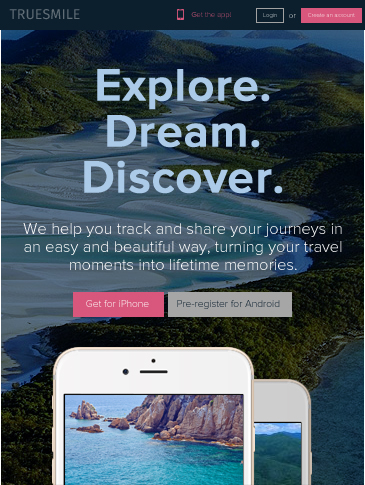 TRUESMILE
Get the app!
Login
or
Create an account
Explore.
Dream.
Discover.
We help you track and share your journeys in
an easy and beautiful way, turning your travel
moments into lifetime memories.
Get for iPhone
Pre-register for Android